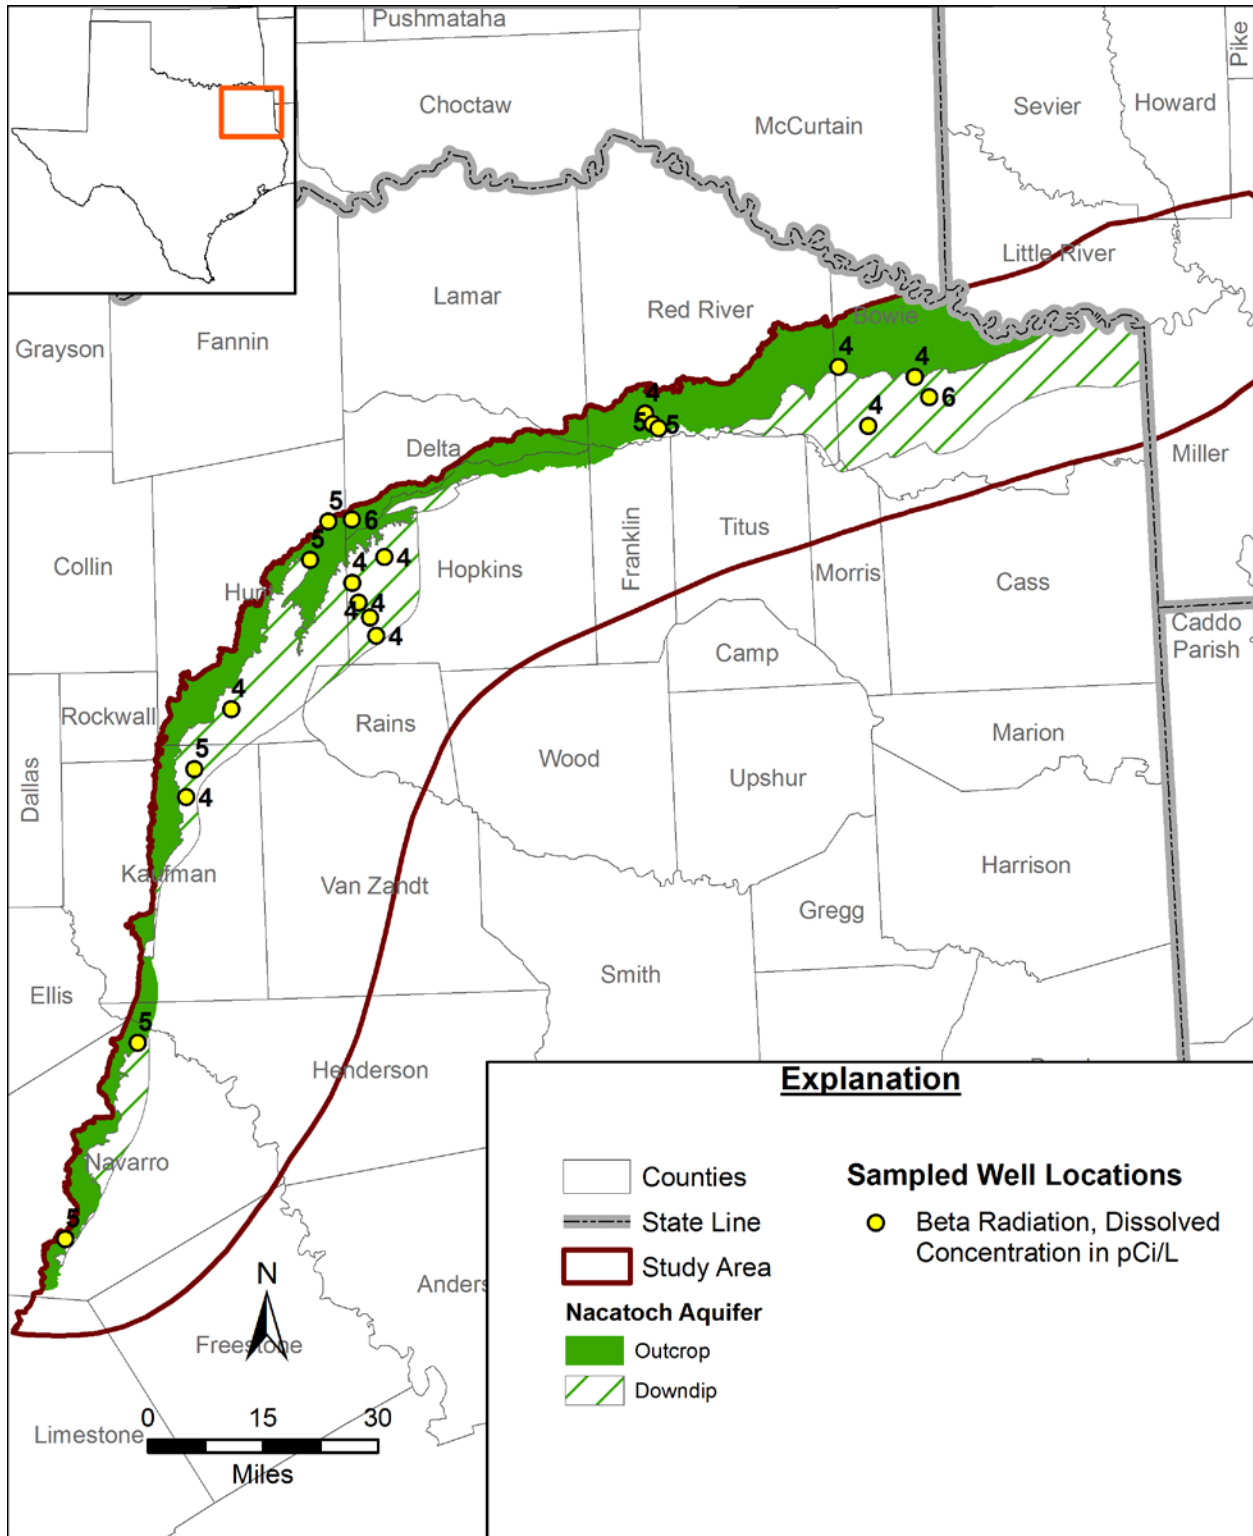 Pushmataha
Pike
Choctaw
McCurtain
Sevier
Howard
Little River
Lamar
Red River
Bowie
Fannin
Grayson
4
4
6
4
4
5
5
Delta
Miller
5
6
5
Collin
Hopkins
Franklin
Titus
Morris
Cass
4
4
Hun
4
4
4
Caddo
Parish
Camp
4
Rockwall
Rains
Marion
Wood
Upshur
Dallas
5
4
Kaufman
Van Zandt
Harrison
Gregg
Smith
Ellis
5
Henderson
Navarro
5
Anders
Freestone
Limestone
N
0 15 30
Miles
Explanation
Counties
State Line
Study Area
Nacatoch Aquifer
Outcrop
Downdip
Sampled Well Locations
Beta Radiation, Dissolved
Concentration in pCi/L